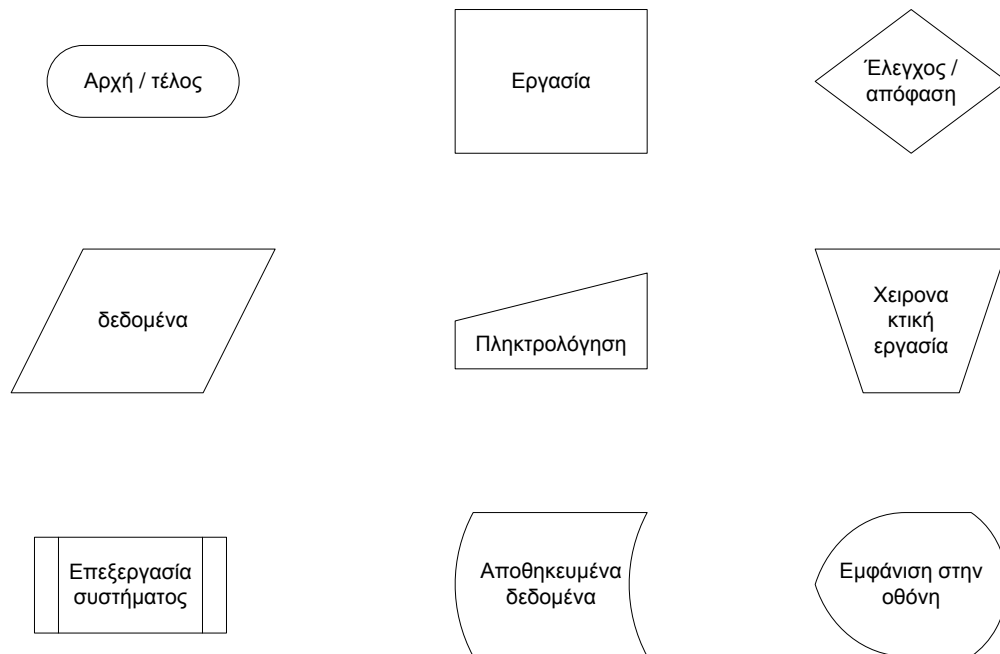 Αρχή / τέλος
Εργασία
Έλεγχος /
απόφαση
δεδομένα
Πληκτρολόγηση
Χειρονα
κτική
εργασία
Επεξεργασία
συστήματος
Αποθηκευμένα
δεδομένα
Εμφάνιση στην
οθόνη